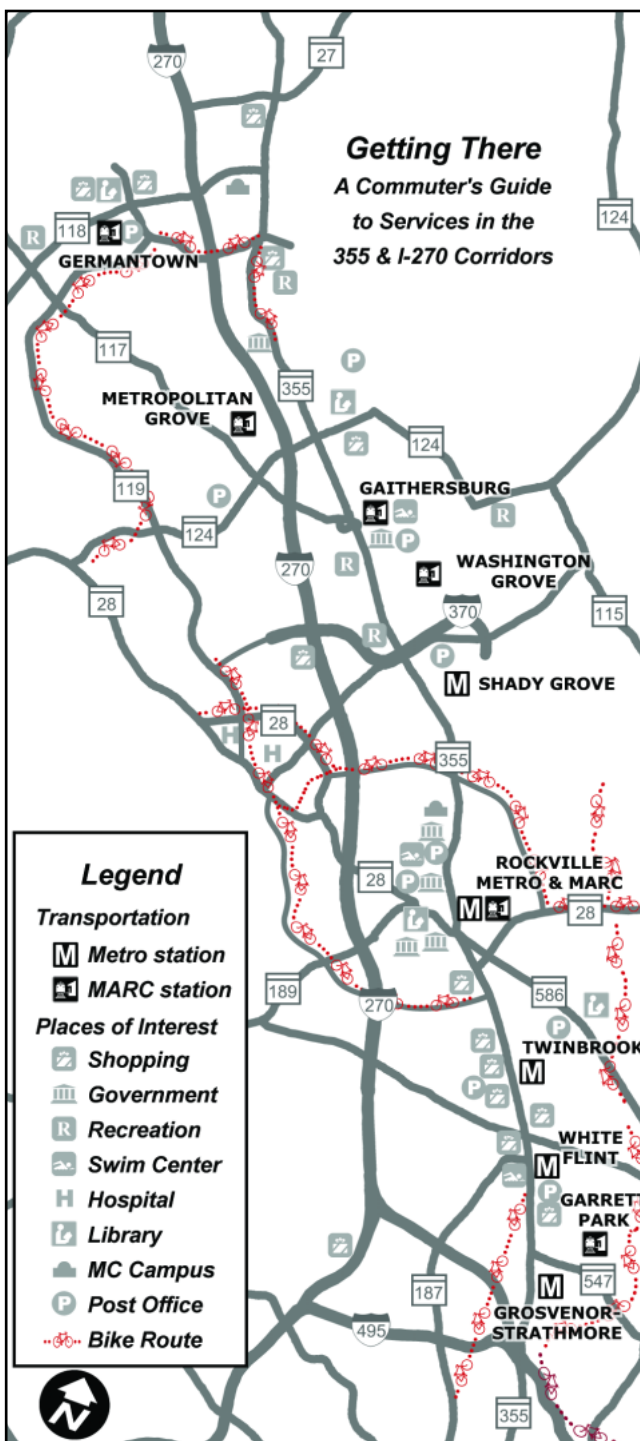 270
27
Getting There
A Commuter's Guide
to Services in the
355 & I-270 Corridors
124
118
R
P
GERMANTOWN
R
117
355
P
METROPOLITAN
GROVE
124
119
GAITHERSBURG
P
R
124
P
270
R
WASHINGTON
GROVE
28
370
115
R
P
M SHADY GROVE
28
H
H
355
P
ROCKVILLE
METRO & MARC
28
P
M
28
189
270
586
P
TWINBROOK
M
P
WHITE
FLINT
M
P
GARRETT
PARK
187
M
547
GROSVENOR-
STRATHMORE
495
355
Legend
Transportation
M Metro station
MARC station
Places of Interest
Shopping
Government
R Recreation
Swim Center
H Hospital
Library
MC Campus
P Post Office
Bike Route
N